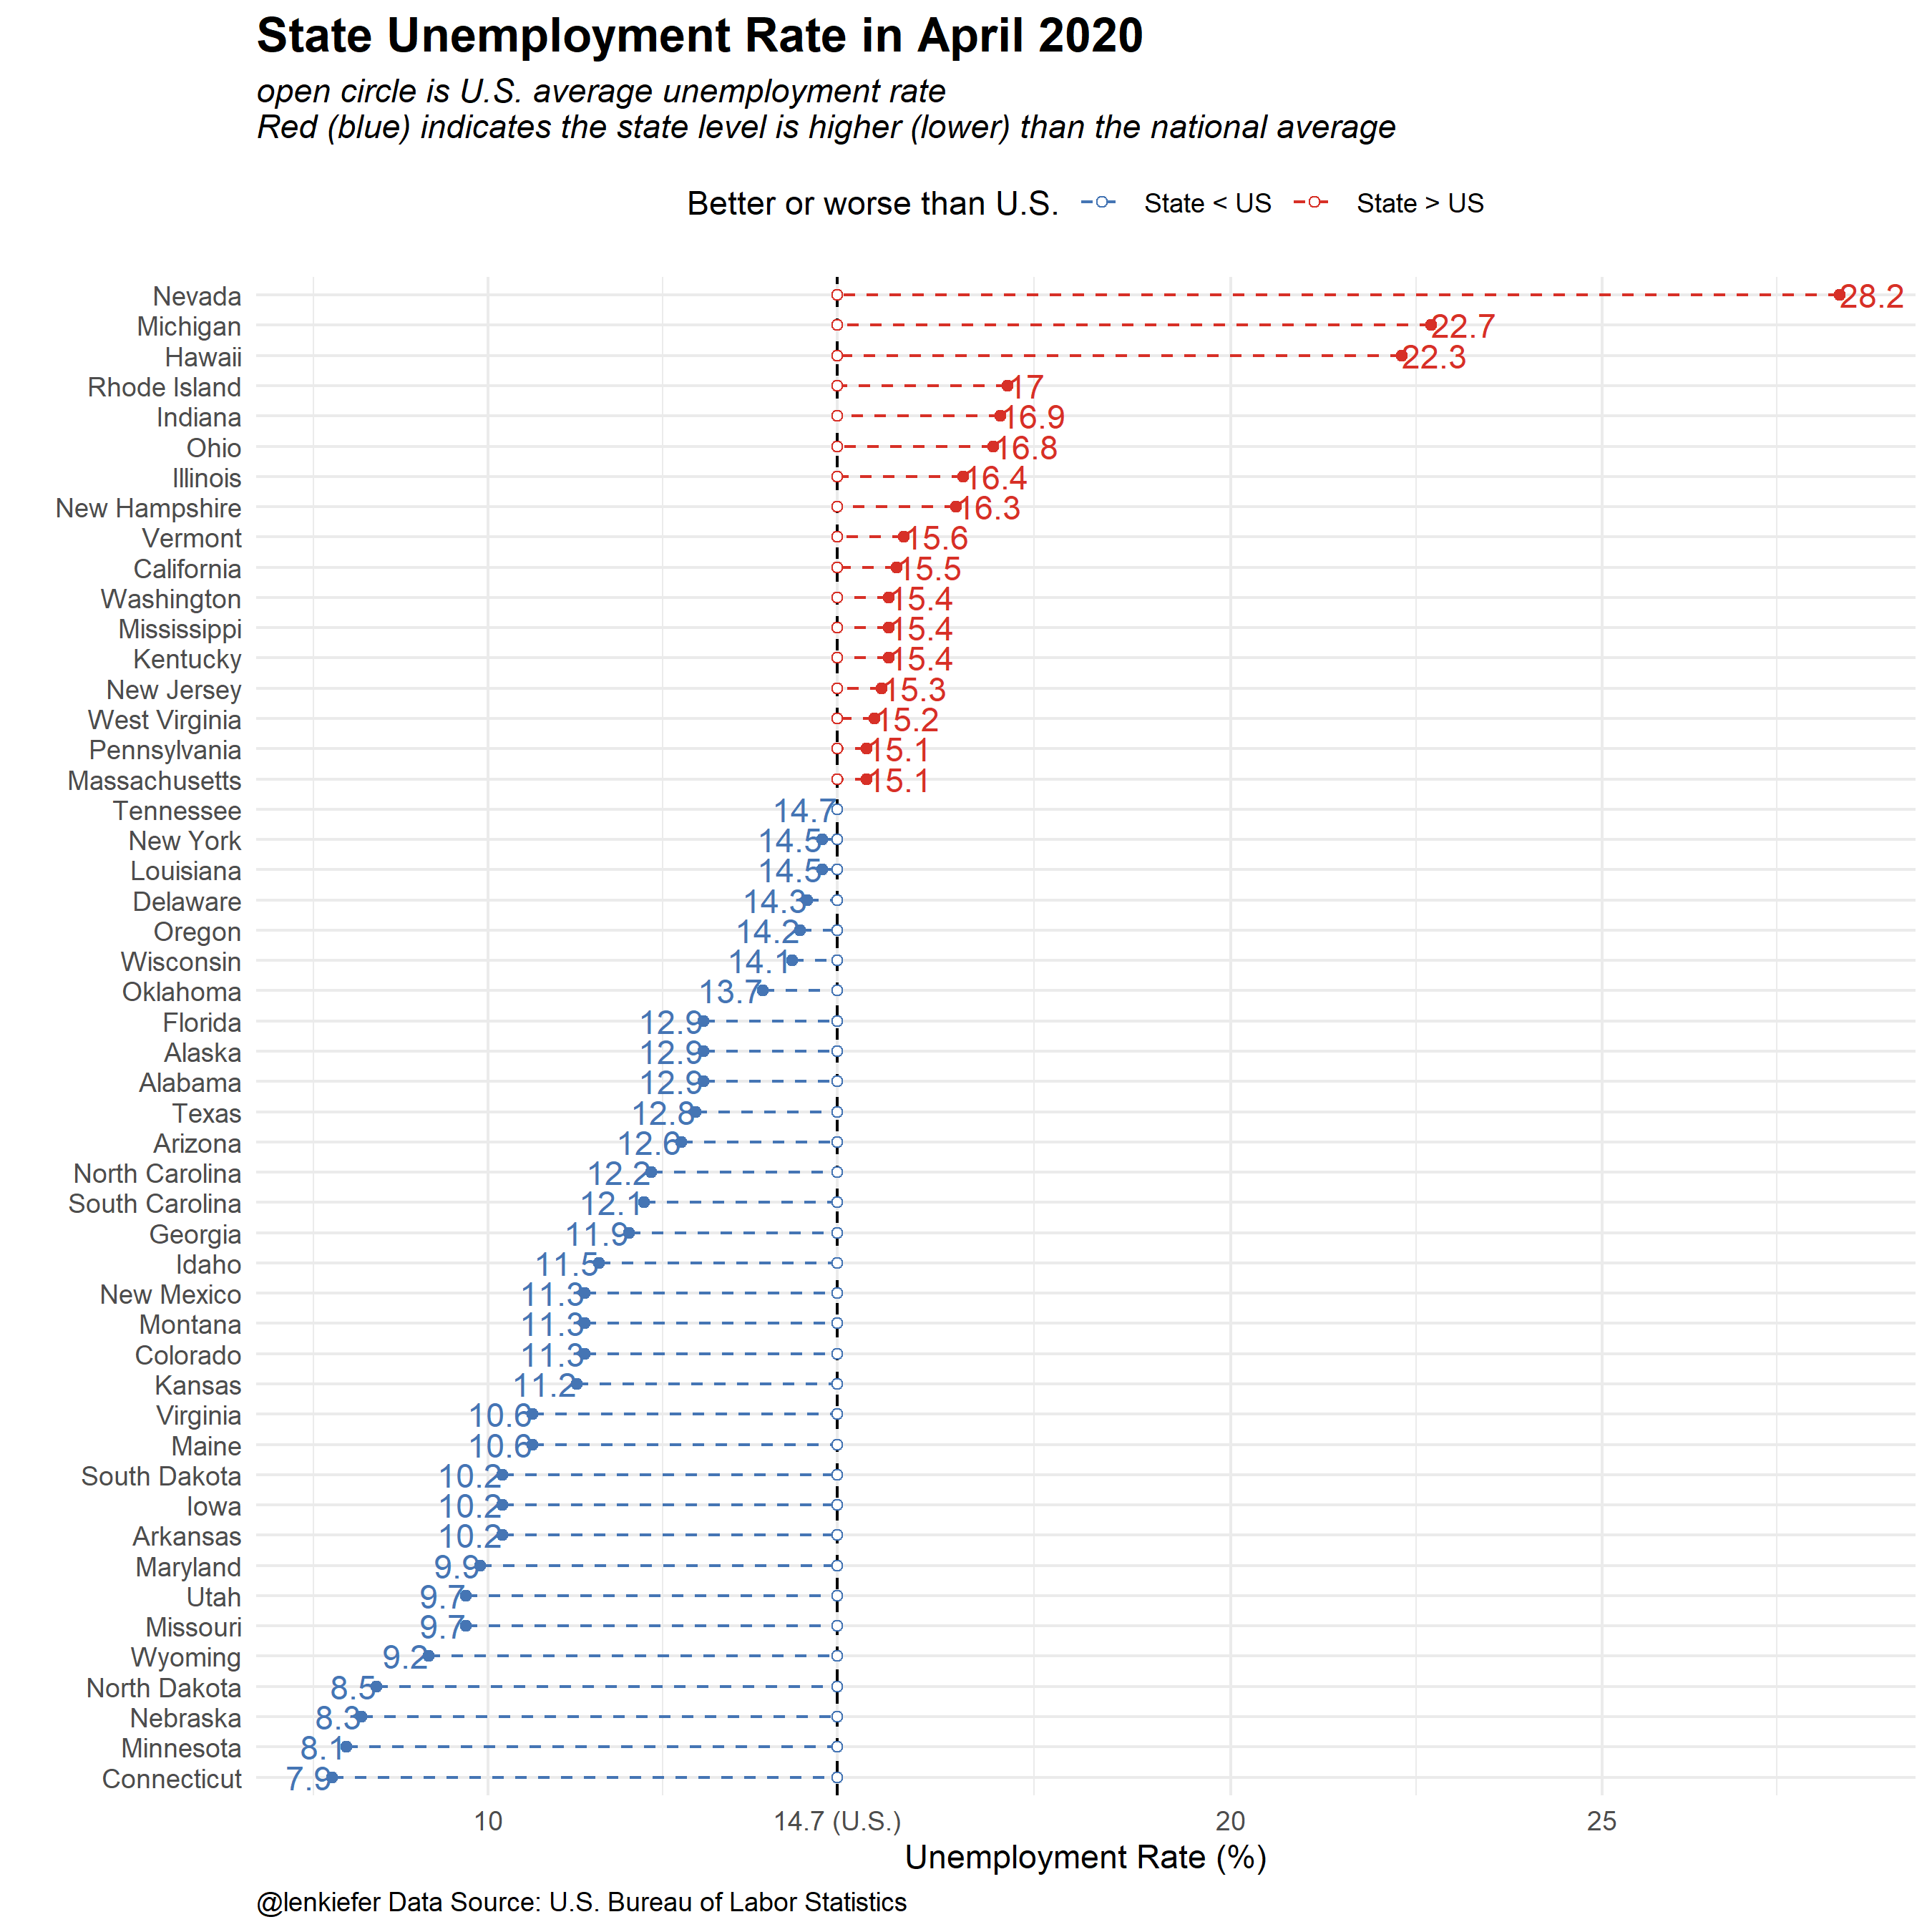 State Unemployment Rate in April 2020
open circle is U.S. average unemployment rate
Red (blue) indicates the state level is higher (lower) than the national average
Better or worse than U.S. State < US State > US
Nevada 28.2
Michigan 22.7
Hawaii 22.3
Rhode Island 17
Indiana 16.9
Ohio 16.8
Illinois 16.4
New Hampshire 16.3
Vermont 15.6
California 15.5
Washington 15.4
Mississippi 15.4
Kentucky 15.4
New Jersey 15.3
West Virginia 15.2
Pennsylvania 15.1
Massachusetts 15.1
Tennessee 14.7
New York 14.5
Louisiana 14.5
Delaware 14.3
Oregon 14.2
Wisconsin 14.1
Oklahoma 13.7
Florida 12.9
Alaska 12.9
Alabama 12.9
Texas 12.8
Arizona 12.6
North Carolina 12.2
South Carolina 12.1
Georgia 11.9
Idaho 11.5
New Mexico 11.3
Montana 11.3
Colorado 11.3
Kansas 11.2
Virginia 10.6
Maine 10.6
South Dakota 10.2
Iowa 10.2
Arkansas 10.2
Maryland 9.9
Utah 9.7
Missouri 9.7
Wyoming 9.2
North Dakota 8.5
Nebraska 8.3
Minnesota 8.1
Connecticut 7.9
10 14.7 (U.S.) 20 25
Unemployment Rate (%)
@lenkiefer Data Source: U.S. Bureau of Labor Statistics